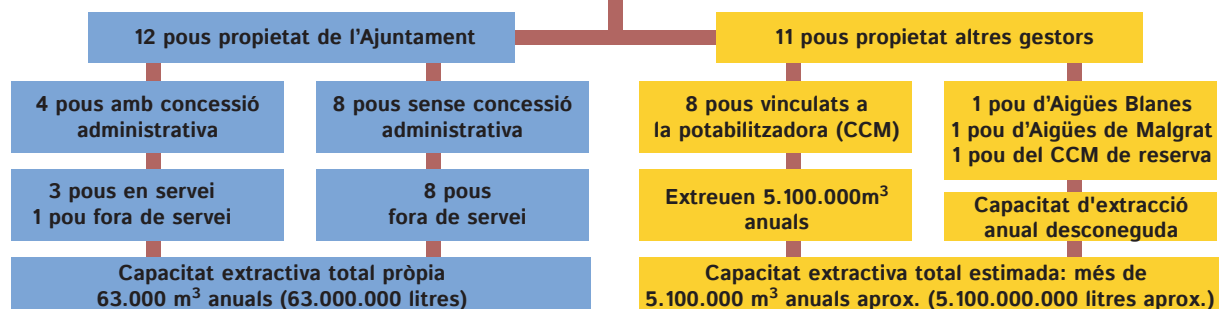 12 pous propietat de l'Ajuntament
11 pous propietat altres gestors
4 pous amb concessió
administrativa
8 pous sense concessió
administrativa
8 pous vinculats a
la potabilitzadora (CCM)
1 pou d'Aigües Blanes
1 pou d'Aigües de Malgrat
1 pou del CCM de reserva
3 pous en servei
1 pou fora de servei
8 pous
fora de servei
Extreuen 5.100.000m³
anuals
Capacitat d'extracció
anual desconeguda
Capacitat extractiva total pròpia
63.000 m³ anuals (63.000.000 litres)
Capacitat extractiva total estimada: més de
5.100.000 m³ anuals aprox. (5.100.000.000 litres aprox.)